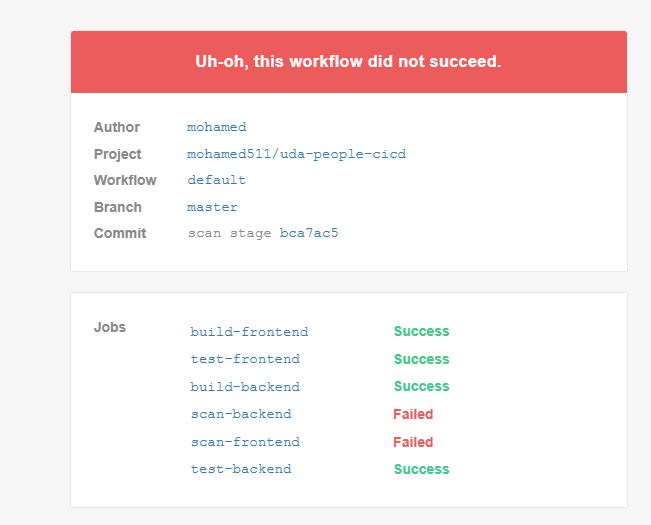 Uh-oh, this workflow did not succeed.
Author mohamed
Project mohamed511/uda-people-cicd
Workflow default
Branch master
Commit scan stage bca7ac5
Jobs build-frontend Success
test-frontend Success
build-backend Success
scan-backend Failed
scan-frontend Failed
test-backend Success